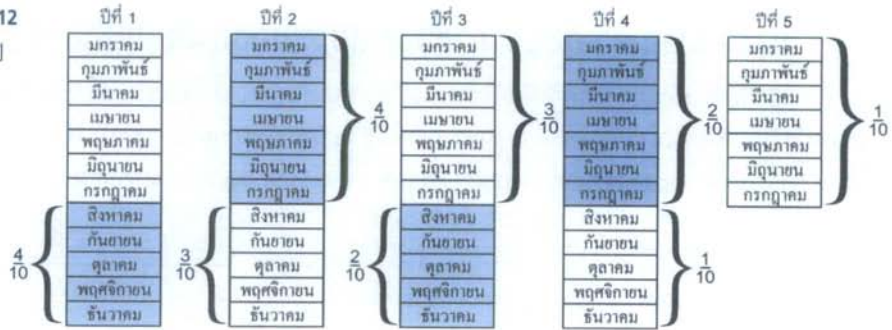 12
ปีที่ 1 ปีที่ 2 ปีที่ 3 ปีที่ 4 ปีที่ 5
มกราคม มกราคม มกราคม มกราคม มกราคม
กุมภาพันธ์ กุมภาพันธ์ กุมภาพันธ์ กุมภาพันธ์ กุมภาพันธ์
มีนาคม มีนาคม มีนาคม มีนาคม มีนาคม
เมษายน เมษายน 4/10 เมษายน 3/10 เมษายน 2/10 เมษายน 1/10
พฤษภาคม พฤษภาคม พฤษภาคม พฤษภาคม พฤษภาคม
มิถุนายน มิถุนายน มิถุนายน มิถุนายน มิถุนายน
กรกฎาคม กรกฎาคม กรกฎาคม กรกฎาคม กรกฎาคม
สิงหาคม สิงหาคม สิงหาคม สิงหาคม
กันยายน กันยายน กันยายน กันยายน
4/10 ตุลาคม 3/10 ตุลาคม 2/10 ตุลาคม ตุลาคม 1/10
พฤศจิกายน พฤศจิกายน พฤศจิกายน พฤศจิกายน
ธันวาคม ธันวาคม ธันวาคม ธันวาคม